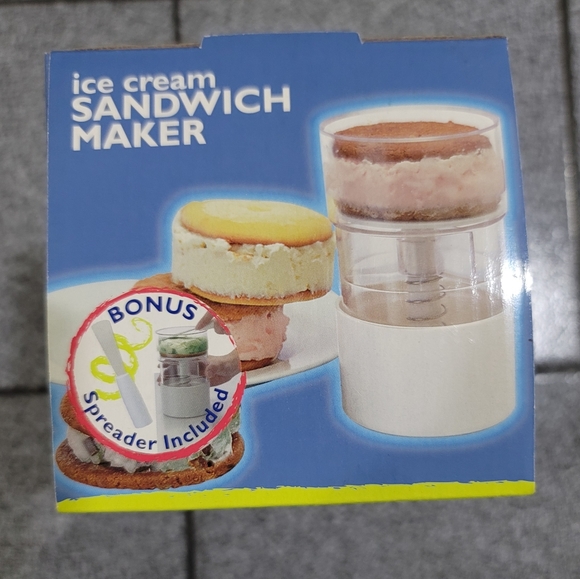 ice cream
SANDWICH
MAKER
BONUS
Spreader Included